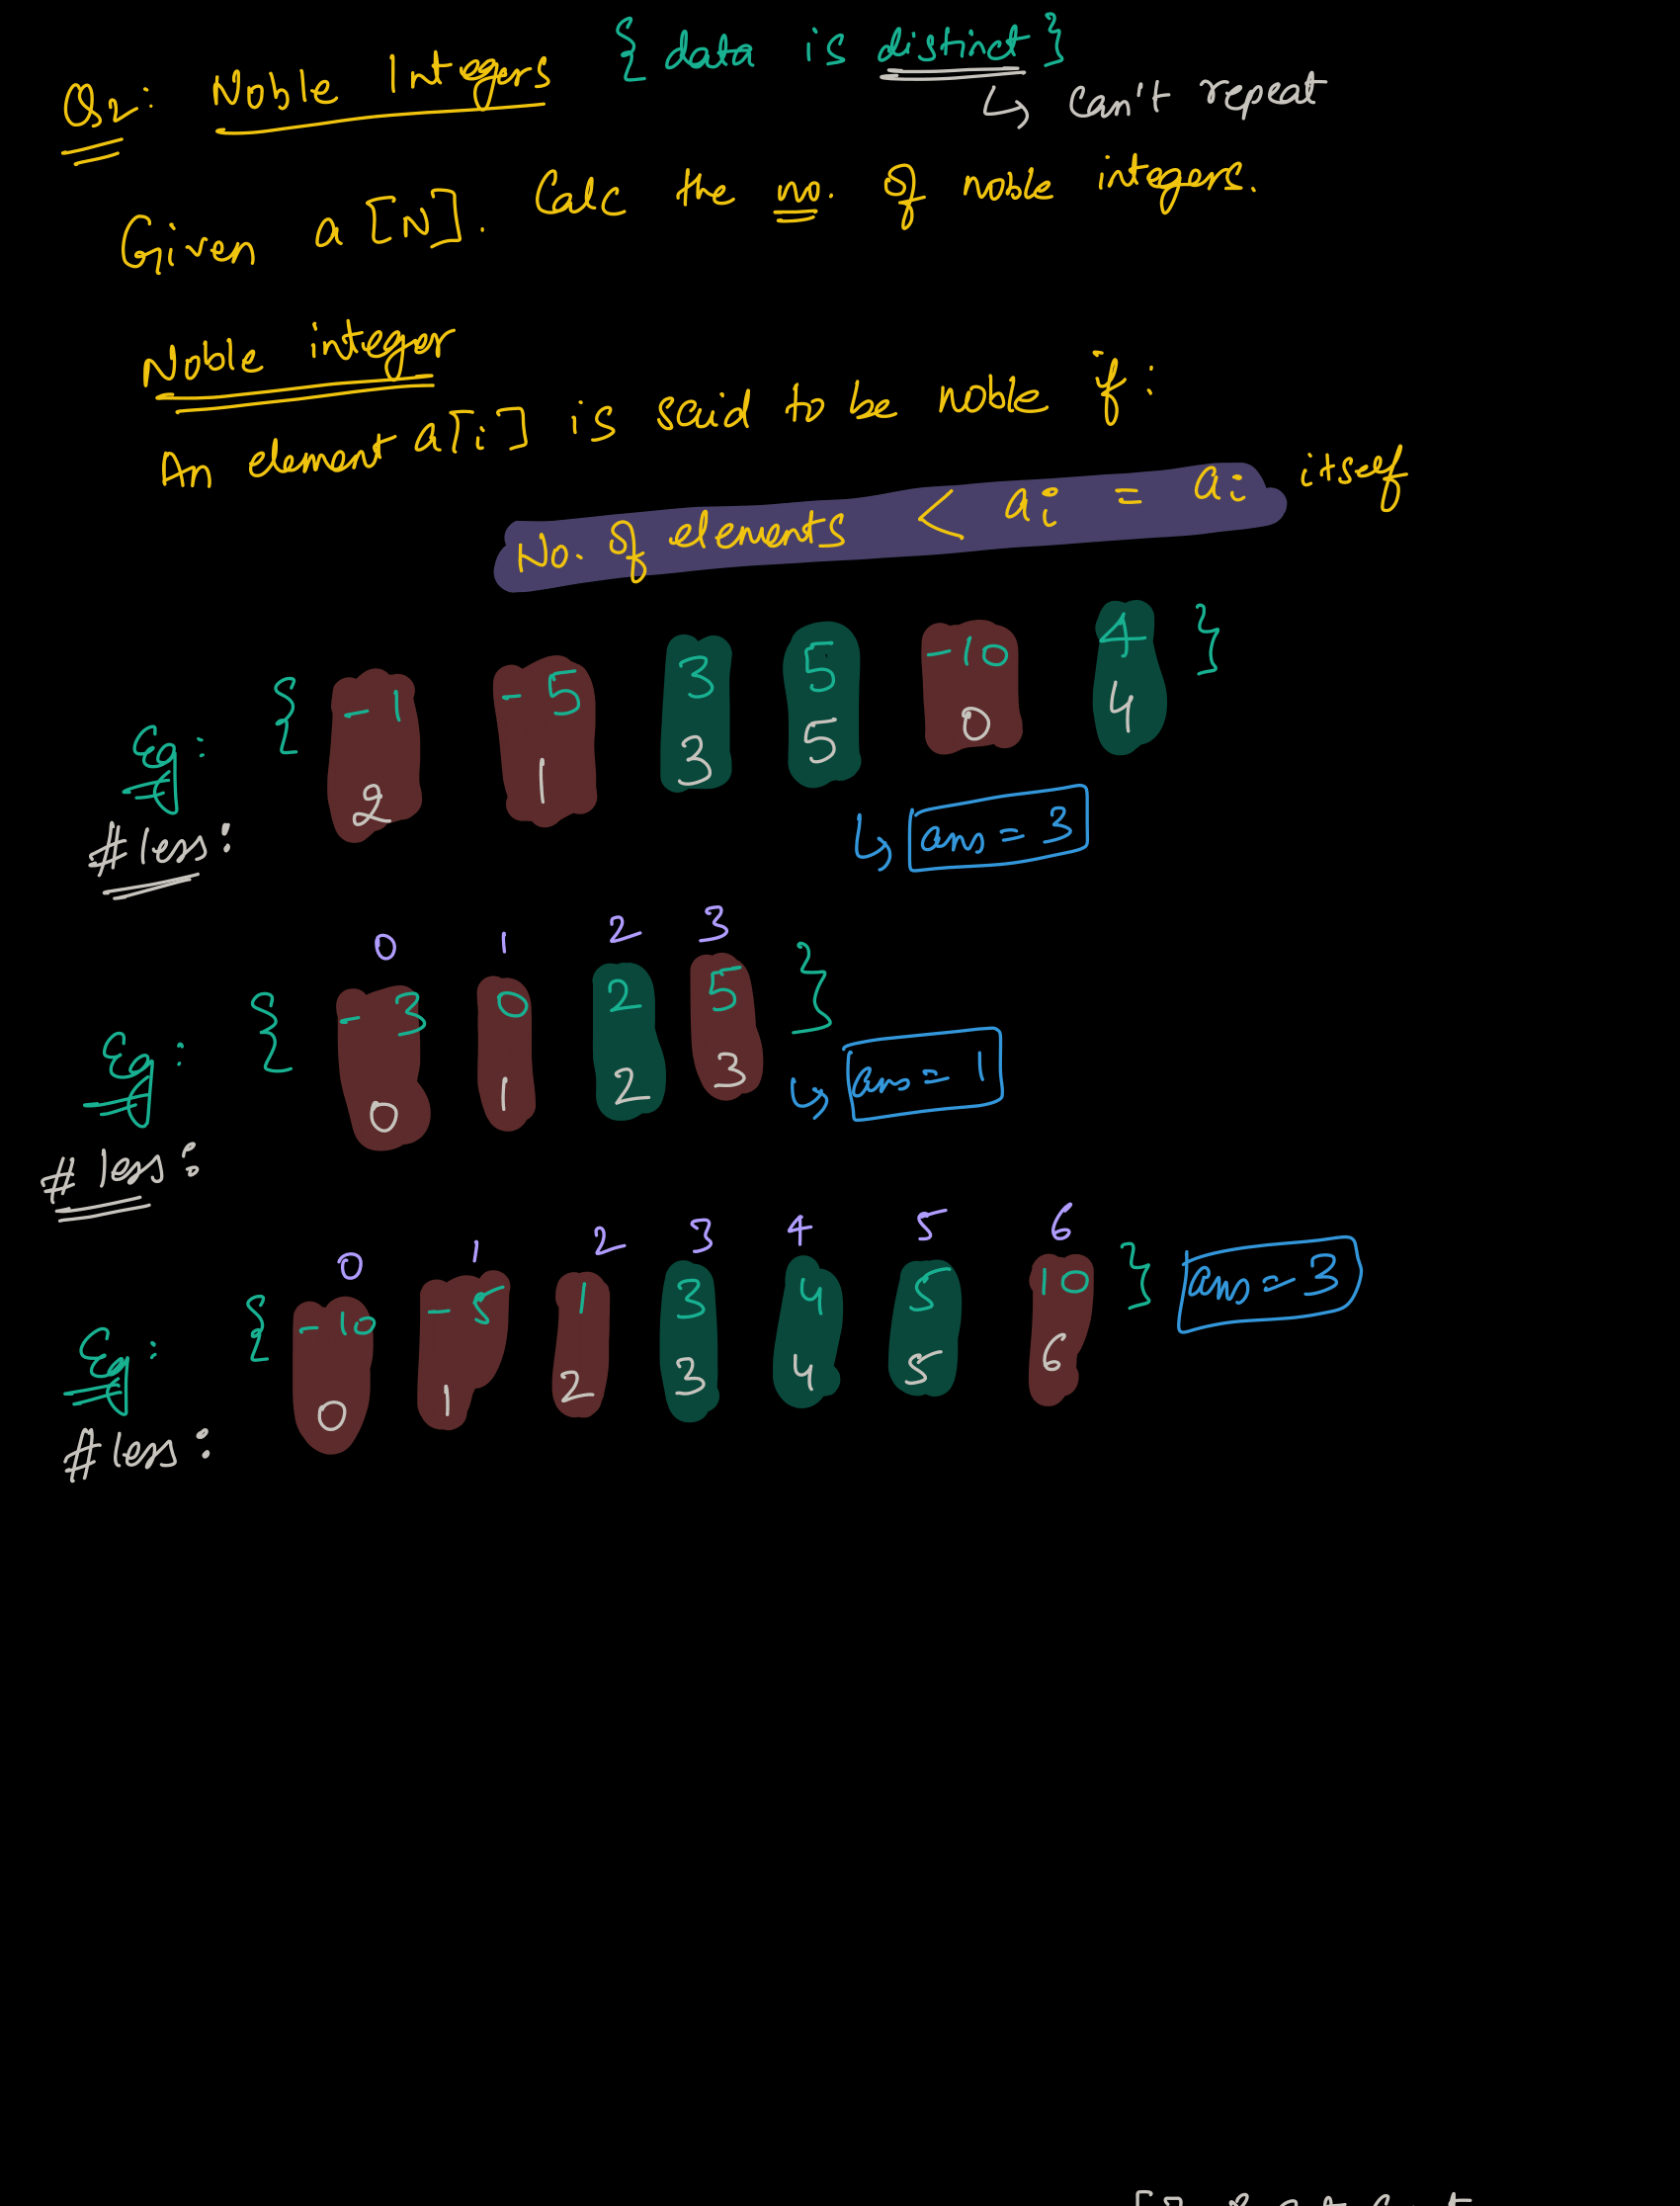 Q2: Noble Integers { data is distinct }
↳ can't repeat
Given a[N]. Calc the no. of noble integers.
Noble integer
An element a[i] is said to be noble if:
No. of elements < ai = ai itself
Eg: { -1 -5 3 5 -10 4 }
#less: 2 1 3 5 0 4
↳ ans = 3
0 1 2 3
Eg: { -3 0 2 5 }
#less: 0 1 2 3
↳ ans = 1
0 1 2 3 4 5 6
Eg: { -10 -5 1 3 4 5 10 } ans = 3
#less: 0 1 2 3 4 5 6